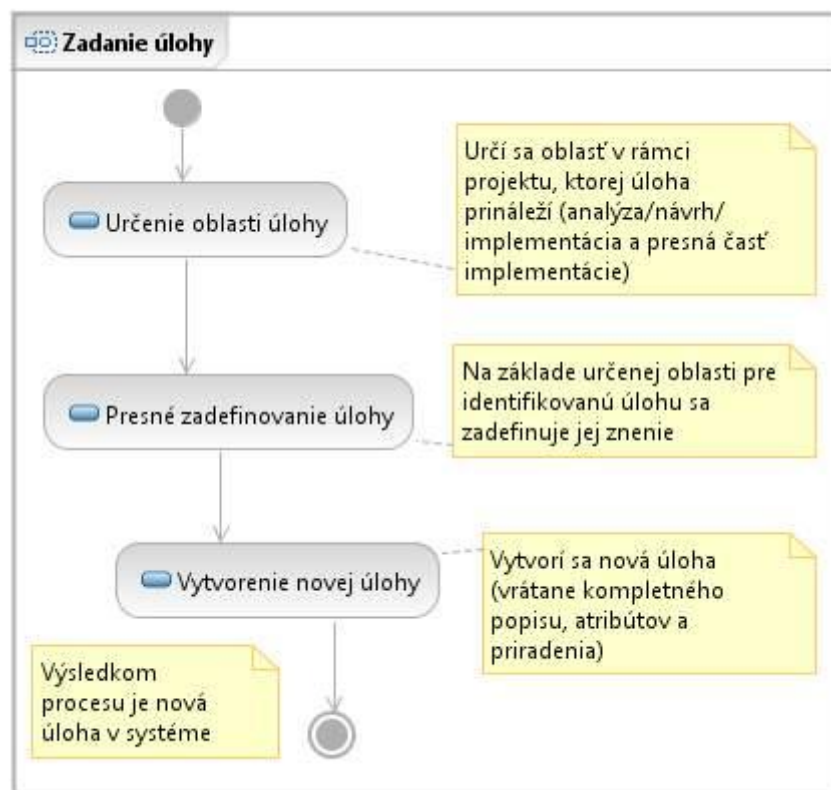 Zadanie úlohy
Určí sa oblasť v rámci
projektu, ktorej úloha
prináleží (analýza/návrh/
implementácia a presná časť
implementácie)
Určenie oblasti úlohy
Na základe určenej oblasti pre
identifikovanú úlohu sa
zadefinuje jej znenie
Presné zadefinovanie úlohy
Vytvorí sa nová úloha
(vrátane kompletného
popisu, atribútov a
priradenia)
Vytvorenie novej úlohy
Výsledkom
procesu je nová
úloha v systéme